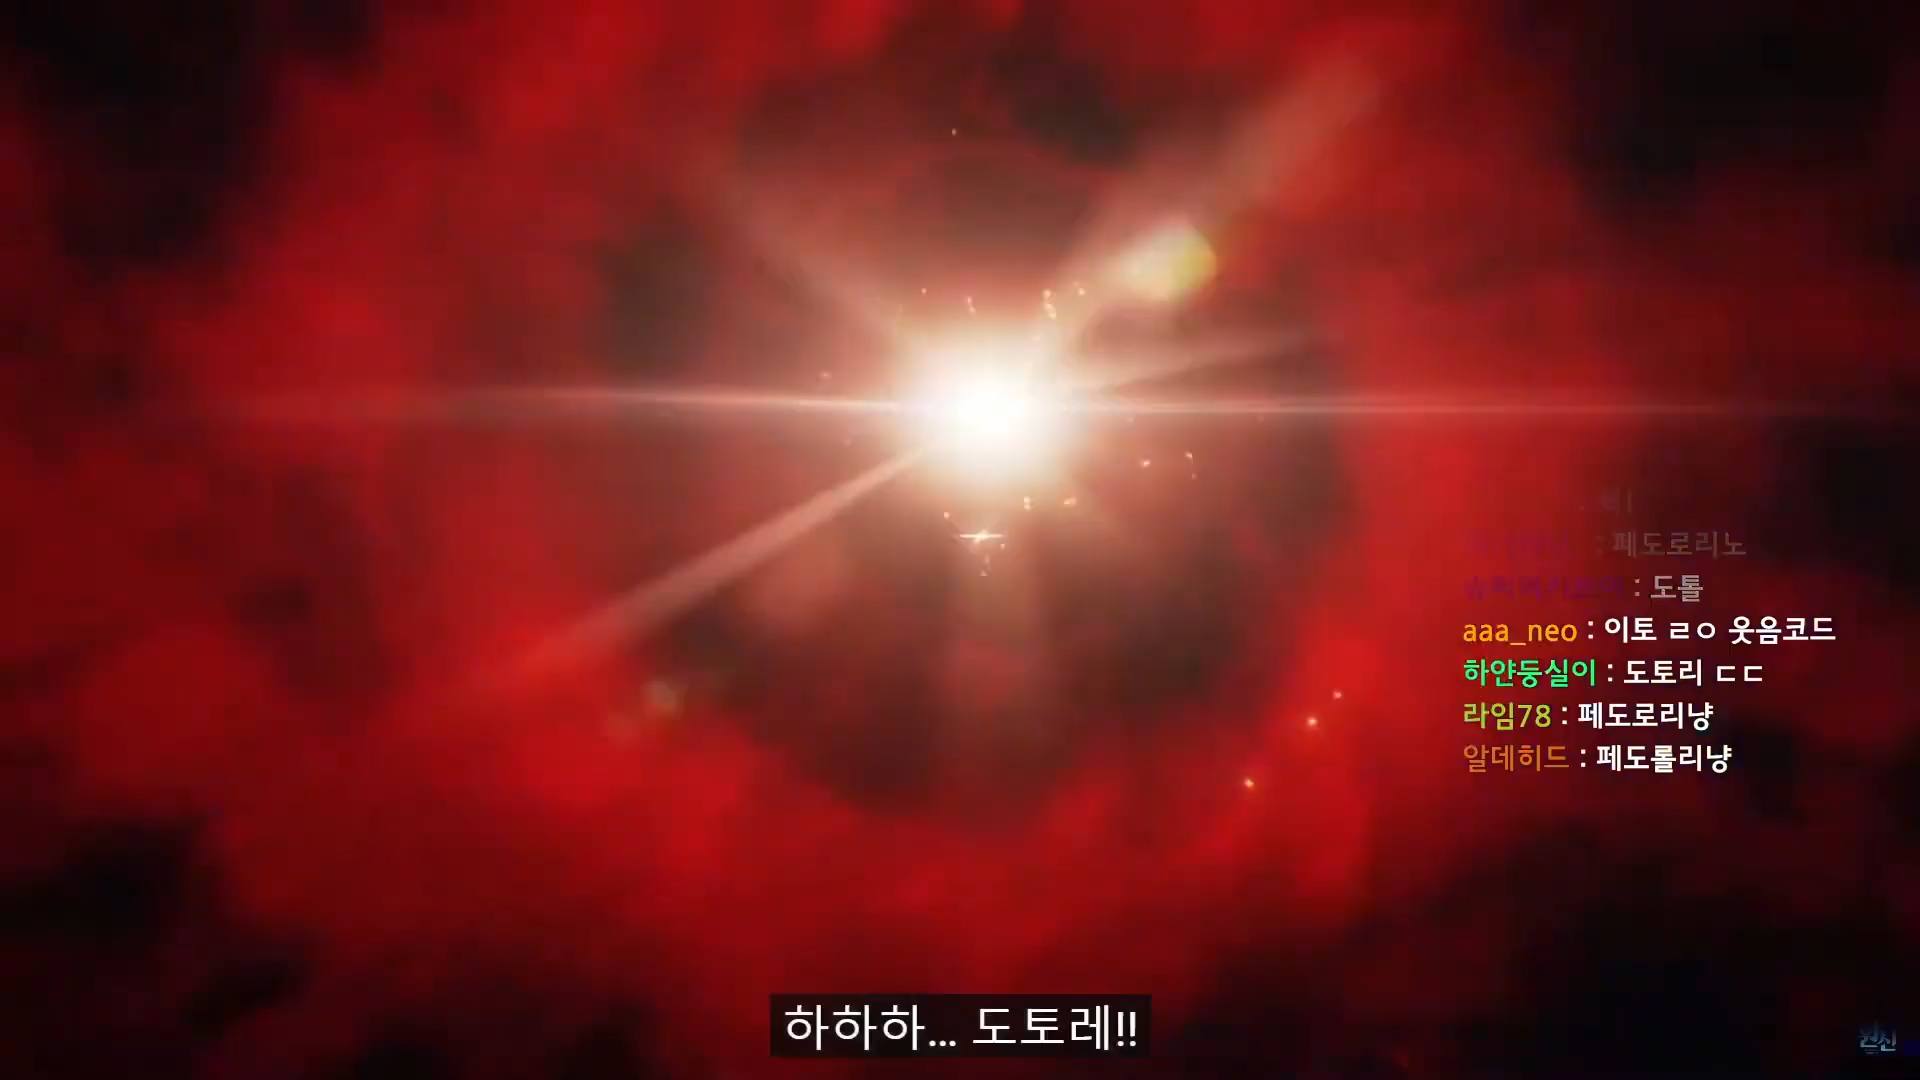 : 페도로리노
: 도톨
aaa_neo : 이토 ㄹㅇ 웃음코드
하얀둥실이 : 도토리 ㄷㄷ
라임78 : 페도로리냥
알데히드 : 페도롤리냥
하하하... 도토레!!
원신